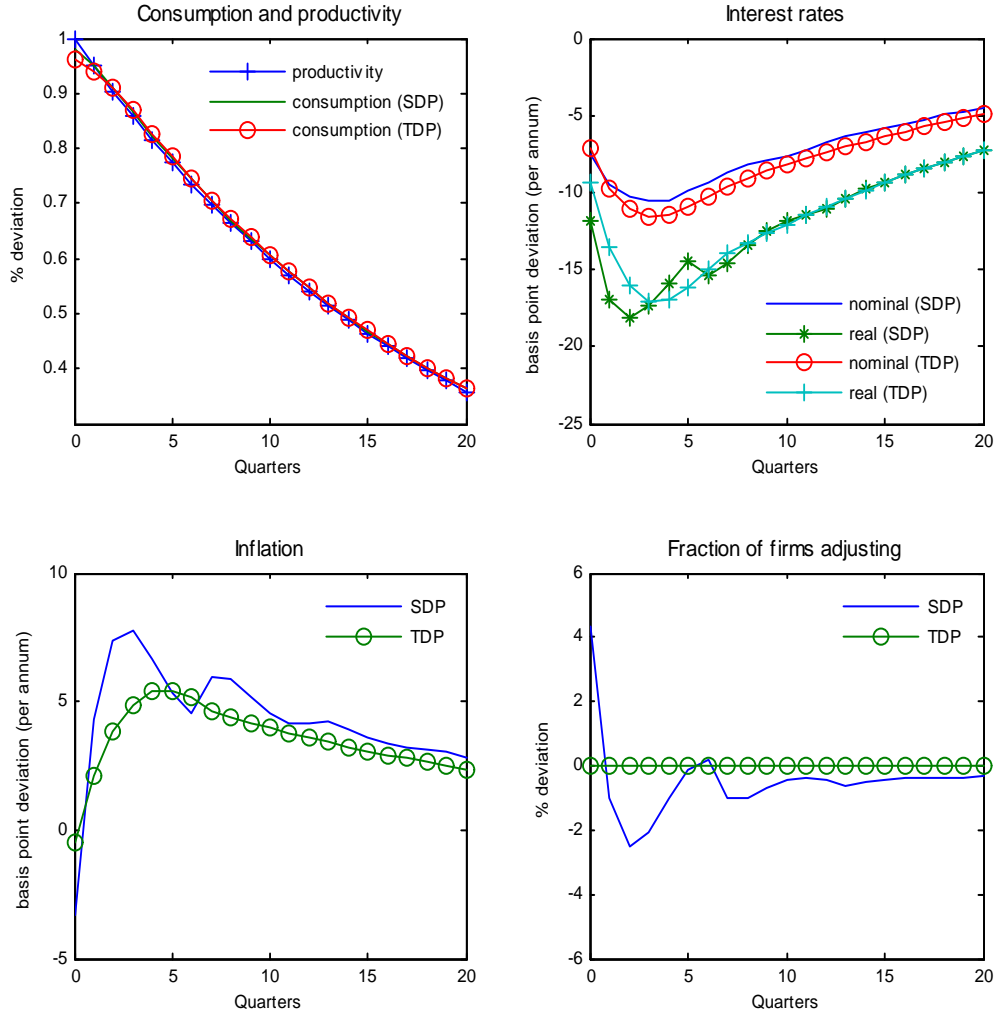 Consumption and productivity
1
0.9
0.8
0.7
0.6
0.5
0.4
% deviation
productivity
consumption (SDP)
consumption (TDP)
0 5 10 15 20
Quarters
Interest rates
0
-5
-10
-15
-20
-25
basis point deviation (per annum)
nominal (SDP)
real (SDP)
nominal (TDP)
real (TDP)
0 5 10 15 20
Quarters
Inflation
10
5
0
-5
basis point deviation (per annum)
SDP
TDP
0 5 10 15 20
Quarters
Fraction of firms adjusting
6
4
2
0
-2
-4
-6
% deviation
SDP
TDP
0 5 10 15 20
Quarters